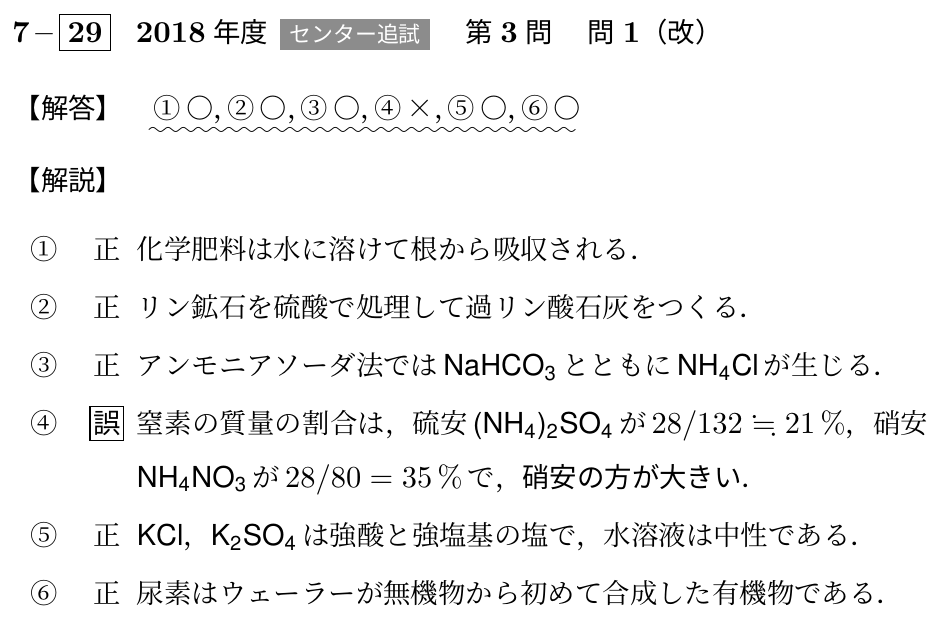 7−29 2018 年度 センター追試 第 3 問 問 1（改）
【解答】 ① ○, ② ○, ③ ○, ④ ×, ⑤ ○, ⑥ ○
【解説】
① 正 化学肥料は水に溶けて根から吸収される．
② 正 リン鉱石を硫酸で処理して過リン酸石灰をつくる．
③ 正 アンモニアソーダ法では NaHCO₃ とともに NH₄Cl が生じる．
④ 誤 窒素の質量の割合は，硫安 (NH₄)₂SO₄ が 28/132 ≒ 21 %，硝安
NH₄NO₃ が 28/80 = 35 % で，硝安の方が大きい．
⑤ 正 KCl，K₂SO₄ は強酸と強塩基の塩で，水溶液は中性である．
⑥ 正 尿素はウェーラーが無機物から初めて合成した有機物である．